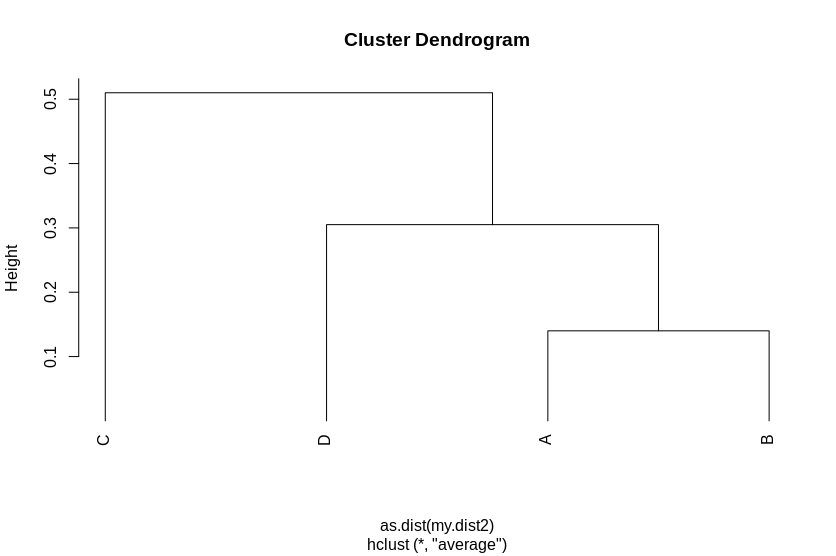 Cluster Dendrogram
Height
0.5
0.4
0.3
0.2
0.1
C
D
A
B
as.dist(my.dist2)
hclust (*, "average")